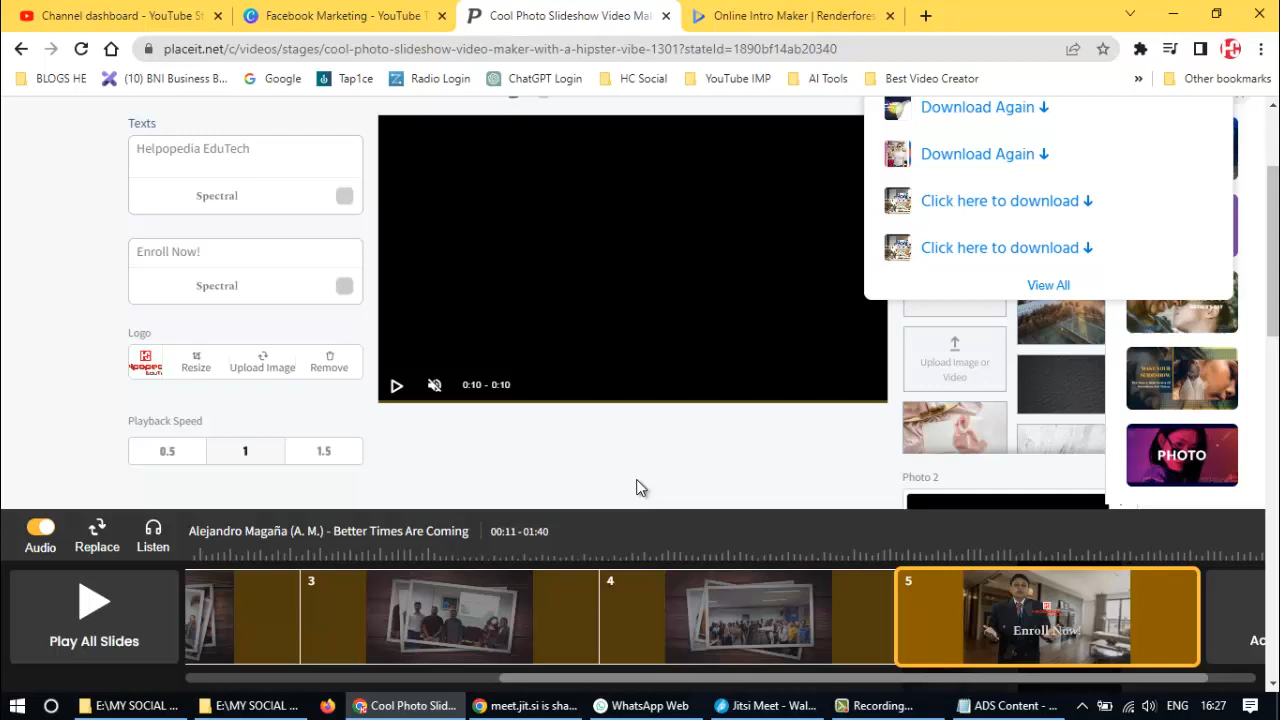 Channel dashboard - YouTube St
Facebook Marketing - YouTube T
Cool Photo Slideshow Video Mak
Online Intro Maker | Renderfores
placeit.net/c/videos/stages/cool-photo-slideshow-video-maker-with-a-hipster-vibe-1301?stateId=1890bf14ab20340
BLOGS HE
(10) BNI Business B...
Google
Tap1ce
Radio Login
ChatGPT Login
HC Social
YouTube IMP
AI Tools
Best Video Creator
»
Other bookmarks
Texts
Helpopedia EduTech
Spectral
Enroll Now!
Spectral
Logo
Resize
Upload Image
Remove
Playback Speed
0.5
1
1.5
0:10 - 0:10
Download Again
Download Again
Click here to download
Click here to download
View All
Upload Image or
Video
Photo 2
PHOTO
Audio
Replace
Listen
Alejandro Magaña (A. M.) - Better Times Are Coming
00:11 - 01:40
Play All Slides
3
4
5
Enroll Now!
Ac
E:\MY SOCIAL ...
E:\MY SOCIAL ...
Cool Photo Slid...
meet.jit.si is sha...
WhatsApp Web
Jitsi Meet - Wal...
Recording...
ADS Content - ...
ENG
16:27